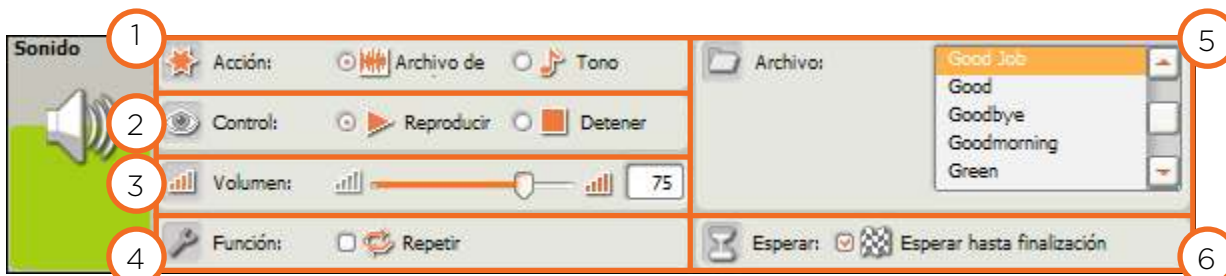 Sonido
1
Acción: Archivo de Tono
2
Control: Reproducir Detener
3
Volumen: 75
4
Función: Repetir
5
Archivo: Good Job
Good
Goodbye
Goodmorning
Green
6
Esperar: Esperar hasta finalización